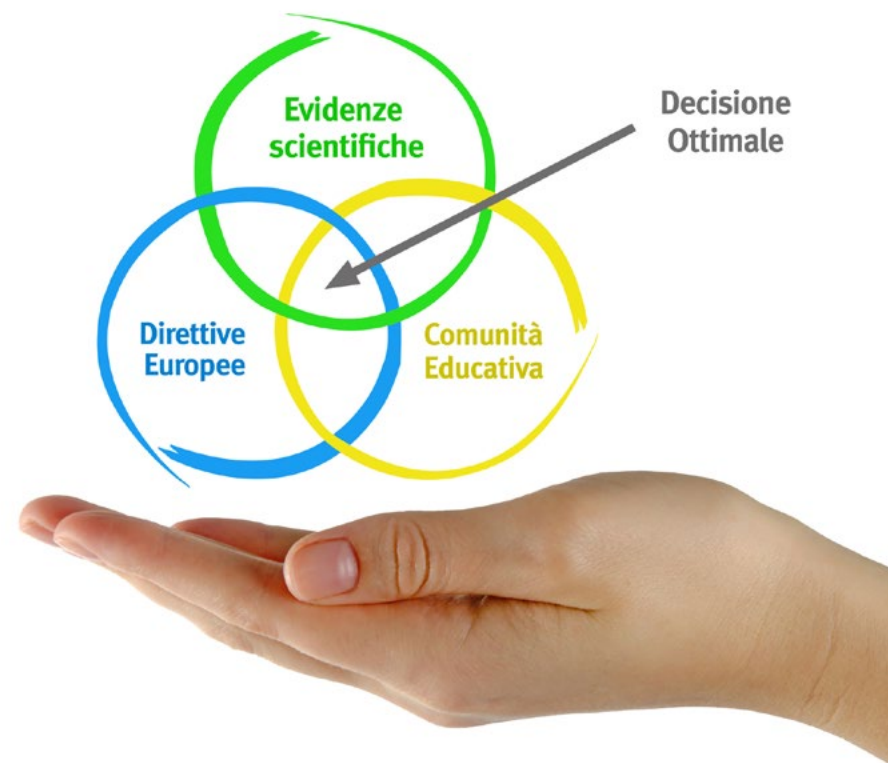 Evidenze
scientifiche
Decisione
Ottimale
Direttive
Europee
Comunità
Educativa